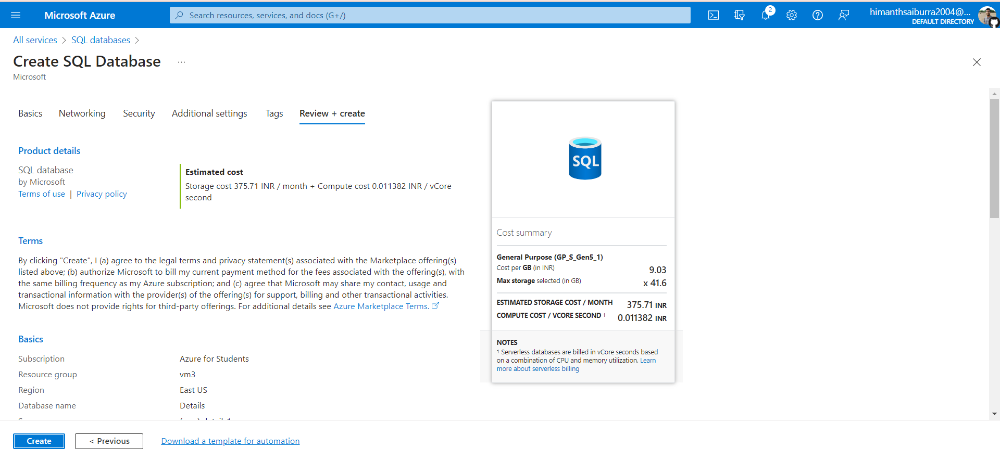 Microsoft Azure
Search resources, services, and docs (G+/)
2
himanthsaiburra2004@...
DEFAULT DIRECTORY
All services > SQL databases >
Create SQL Database ...
Microsoft
Basics Networking Security Additional settings Tags Review + create
Product details
SQL database
by Microsoft
Terms of use | Privacy policy
Estimated cost
Storage cost 375.71 INR / month + Compute cost 0.011382 INR / vCore
second
Terms
By clicking "Create", I (a) agree to the legal terms and privacy statement(s) associated with the Marketplace offering(s)
listed above; (b) authorize Microsoft to bill my current payment method for the fees associated with the offering(s), with
the same billing frequency as my Azure subscription; and (c) agree that Microsoft may share my contact, usage and
transactional information with the provider(s) of the offering(s) for support, billing and other transactional activities.
Microsoft does not provide rights for third-party offerings. For additional details see Azure Marketplace Terms.
Basics
Subscription Azure for Students
Resource group vm3
Region East US
Database name Details
SQL
Cost summary
General Purpose (GP_S_Gen5_1)
Cost per GB (in INR) 9.03
Max storage selected (in GB) x 41.6
ESTIMATED STORAGE COST / MONTH 375.71 INR
COMPUTE COST / VCORE SECOND 1 0.011382 INR
NOTES
1 Serverless databases are billed in vCore seconds based
on a combination of CPU and memory utilization. Learn
more about serverless billing
Create < Previous Download a template for automation